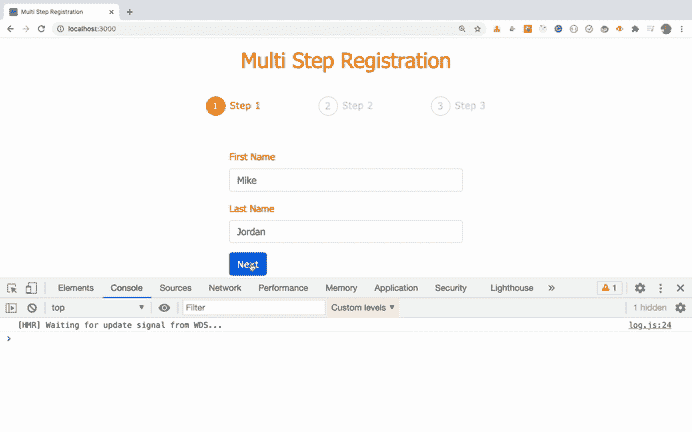 Multi Step Registration
localhost:3000
Multi Step Registration
1 Step 1 2 Step 2 3 Step 3
First Name
Mike
Last Name
Jordan
Next
Elements Console Sources Network Performance Memory Application Security Lighthouse » 1
top Filter Custom levels 1 hidden
[HMR] Waiting for update signal from WDS... log.js:24
>